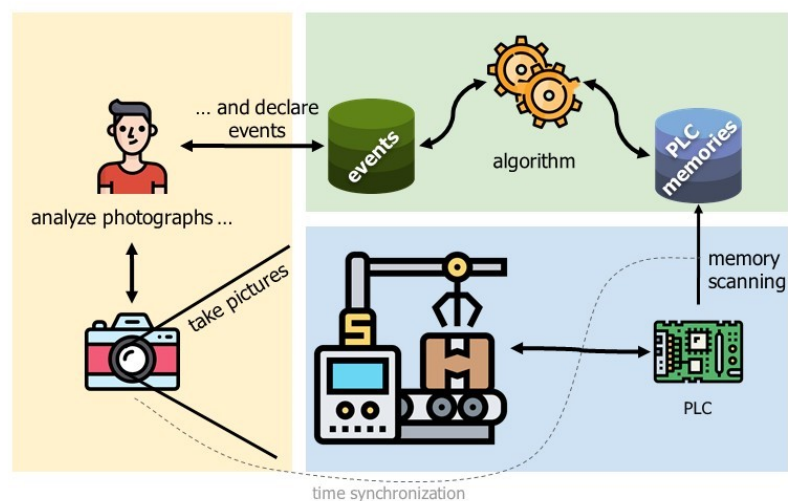 ... and declare
events
events
algorithm
PLC
memories
analyze photographs ...
take pictures
memory
scanning
PLC
time synchronization